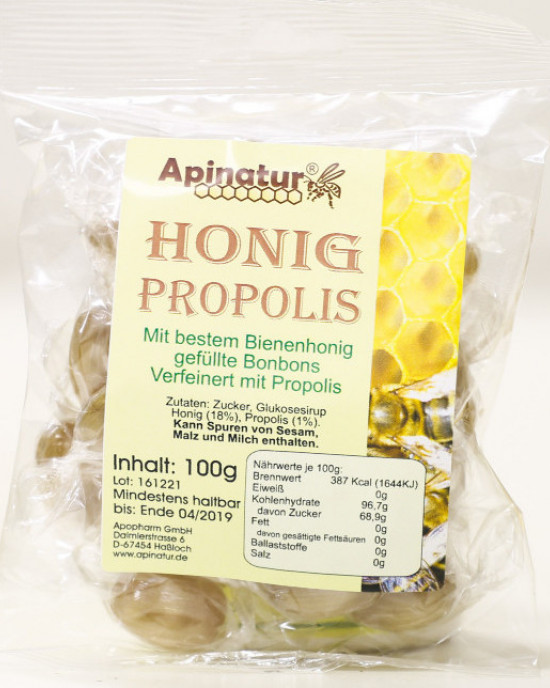 Apinatur®
HONIG
PROPOLIS
Mit bestem Bienenhonig
gefüllte Bonbons
Verfeinert mit Propolis
Zutaten: Zucker, Glukosesirup
Honig (18%), Propolis (1%).
Kann Spuren von Sesam,
Malz und Milch enthalten.
Inhalt: 100g
Lot: 161221
Mindestens haltbar
bis: Ende 04/2019
Apopharm GmbH
Daimlerstrasse 6
D-67454 Haßloch
www.apinatur.de
Nährwerte je 100g:
Brennwert 387 Kcal (1644KJ)
Eiweiß 0g
Kohlenhydrate 96,7g
davon Zucker 68,9g
Fett 0g
davon gesättigte Fettsäuren 0g
Ballaststoffe 0g
Salz 0g